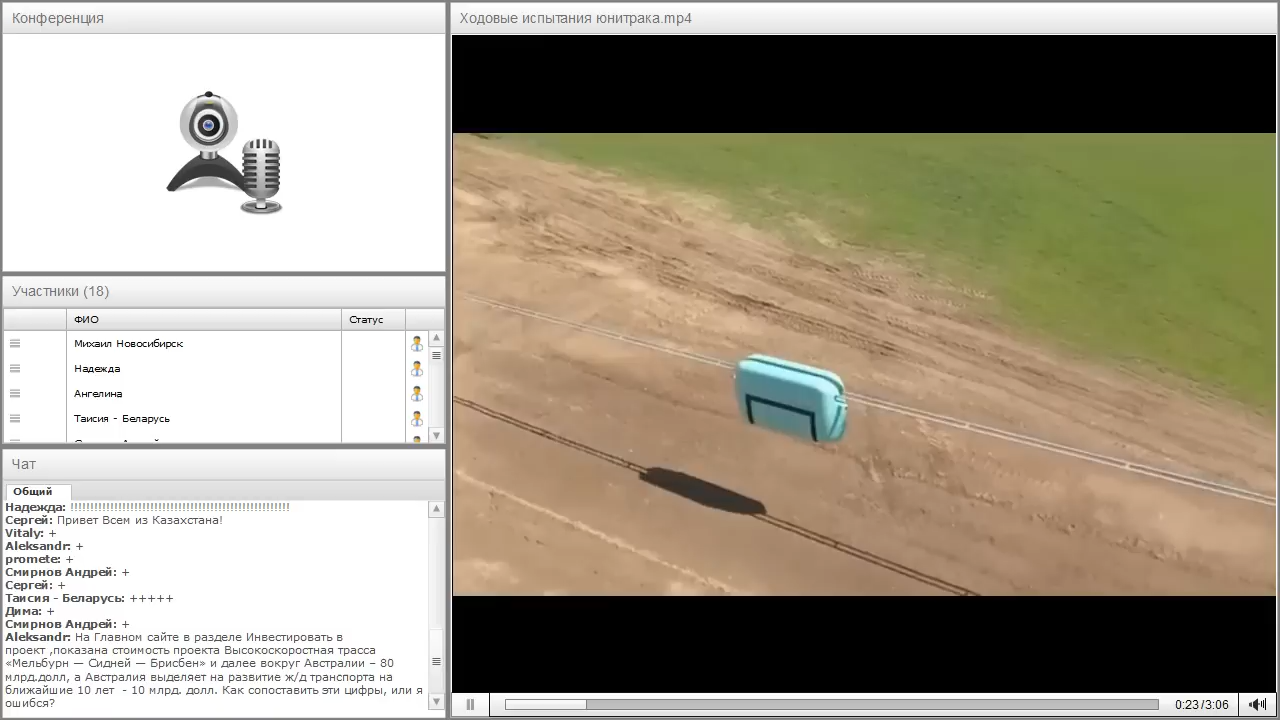 Конференция
Ходовые испытания юнитрака.mp4
Участники (18)
ФИО Статус
Михаил Новосибирск
Надежда
Ангелина
Таисия - Беларусь
Чат
Общий
Надежда: !!!!!!!!!!!!!!!!!!!!!!!!!!!!!!!!!!!!!!!!!!!!!!!!!!!!!!!
Сергей: Привет Всем из Казахстана!
Vitaly: +
Aleksandr: +
promete: +
Смирнов Андрей: +
Сергей: +
Таисия - Беларусь: +++++
Дима: +
Смирнов Андрей: +
Aleksandr: На Главном сайте в разделе Инвестировать в
проект ,показана стоимость проекта Высокоскоростная трасса
«Мельбурн — Сидней — Брисбен» и далее вокруг Австралии – 80
млрд.долл, а Австралия выделяет на развитие ж/д транспорта на
ближайшие 10 лет - 10 млрд. долл. Как сопоставить эти цифры, или я
ошибся?
0:23/3:06